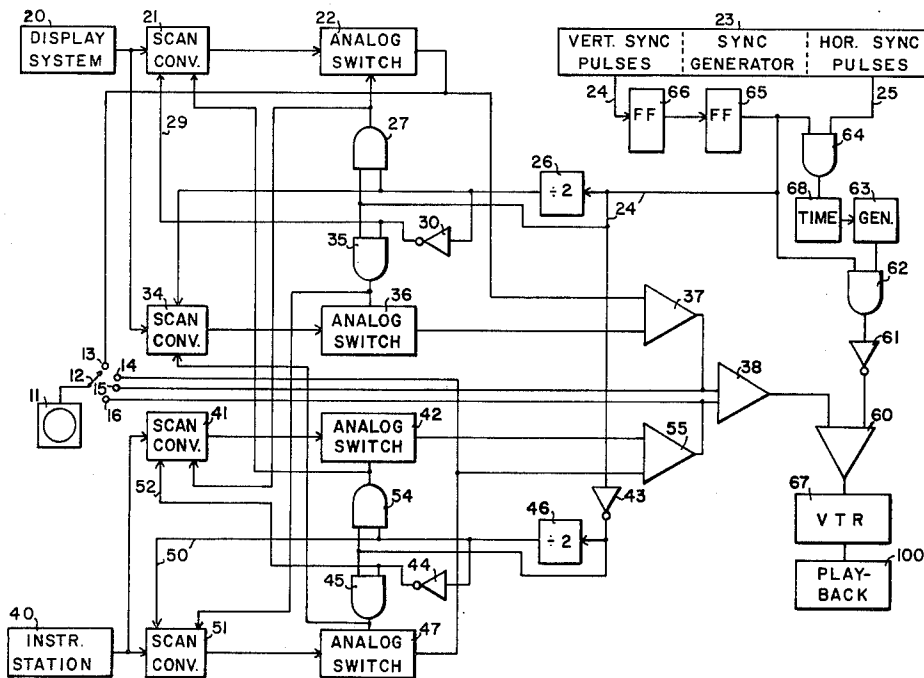 20
DISPLAY
SYSTEM
21
SCAN
CONV.
22
ANALOG
SWITCH
23
VERT. SYNC
PULSES
SYNC
GENERATOR
HOR. SYNC
PULSES
24
66
FF
65
FF
25
64
29
27
26
÷2
24
68
TIME
63
GEN.
62
30
35
34
SCAN
CONV.
36
ANALOG
SWITCH
37
61
13
12
14
15
16
11
38
41
SCAN
CONV.
42
ANALOG
SWITCH
55
60
52
54
43
46
÷2
67
VTR
50
45
44
100
PLAY-
BACK
40
INSTR.
STATION
51
SCAN
CONV.
47
ANALOG
SWITCH